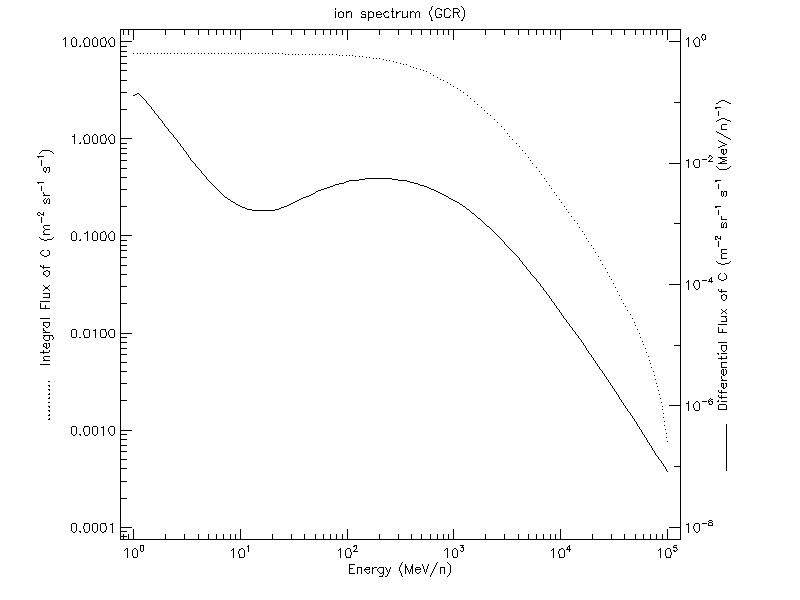 ion spectrum (GCR)
10.0000
1.0000
0.1000
0.0100
0.0010
0.0001
Integral Flux of C (m⁻² sr⁻¹ s⁻¹)
10⁰
10⁻²
10⁻⁴
10⁻⁶
10⁻⁸
Differential Flux of C (m⁻² sr⁻¹ s⁻¹ (MeV/n)⁻¹)
10⁰ 10¹ 10² 10³ 10⁴ 10⁵
Energy (MeV/n)